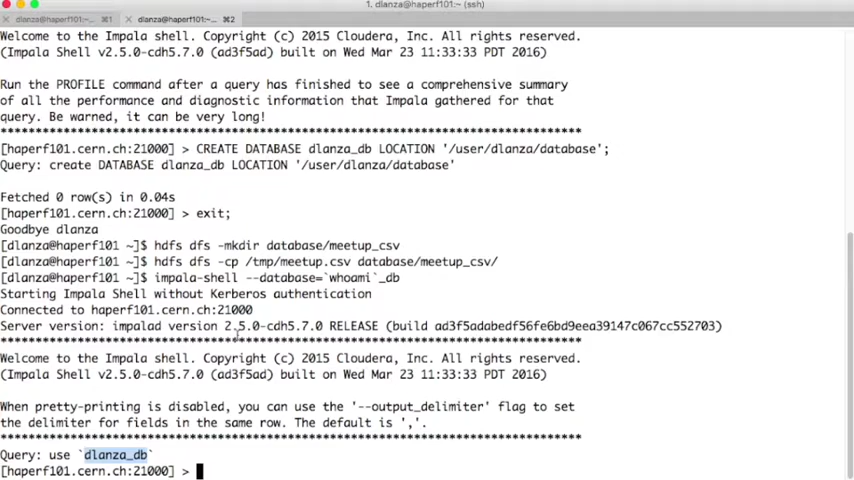 1. dlanza@haperf101:~ (ssh)
× dlanza@haperf101:~... ⌘1 × dlanza@haperf101:~... ⌘2
Welcome to the Impala shell. Copyright (c) 2015 Cloudera, Inc. All rights reserved.
(Impala Shell v2.5.0-cdh5.7.0 (ad3f5ad) built on Wed Mar 23 11:33:33 PDT 2016)
Run the PROFILE command after a query has finished to see a comprehensive summary
of all the performance and diagnostic information that Impala gathered for that
query. Be warned, it can be very long!
***********************************************************************************
[haperf101.cern.ch:21000] > CREATE DATABASE dlanza_db LOCATION '/user/dlanza/database';
Query: create DATABASE dlanza_db LOCATION '/user/dlanza/database'
Fetched 0 row(s) in 0.04s
[haperf101.cern.ch:21000] > exit;
Goodbye dlanza
[dlanza@haperf101 ~]$ hdfs dfs -mkdir database/meetup_csv
[dlanza@haperf101 ~]$ hdfs dfs -cp /tmp/meetup.csv database/meetup_csv/
[dlanza@haperf101 ~]$ impala-shell --database=`whoami`_db
Starting Impala Shell without Kerberos authentication
Connected to haperf101.cern.ch:21000
Server version: impalad version 2.5.0-cdh5.7.0 RELEASE (build ad3f5adabedf56fe6bd9eea39147c067cc552703)
***********************************************************************************
Welcome to the Impala shell. Copyright (c) 2015 Cloudera, Inc. All rights reserved.
(Impala Shell v2.5.0-cdh5.7.0 (ad3f5ad) built on Wed Mar 23 11:33:33 PDT 2016)
When pretty-printing is disabled, you can use the '--output_delimiter' flag to set
the delimiter for fields in the same row. The default is ','.
***********************************************************************************
Query: use `dlanza_db`
[haperf101.cern.ch:21000] >